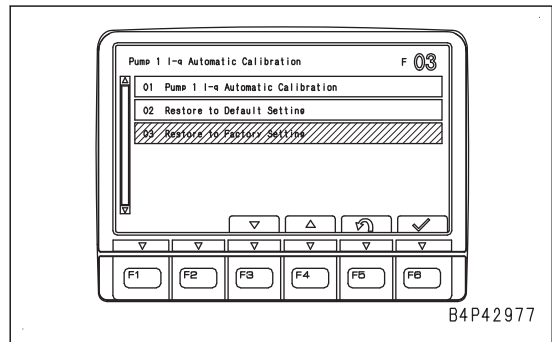 Pump 1 I-q Automatic Calibration F 03
01 Pump 1 I-q Automatic Calibration
02 Restore to Default Setting
03 Restore to Factory Setting
F1 F2 F3 F4 F5 F6
B4P42977